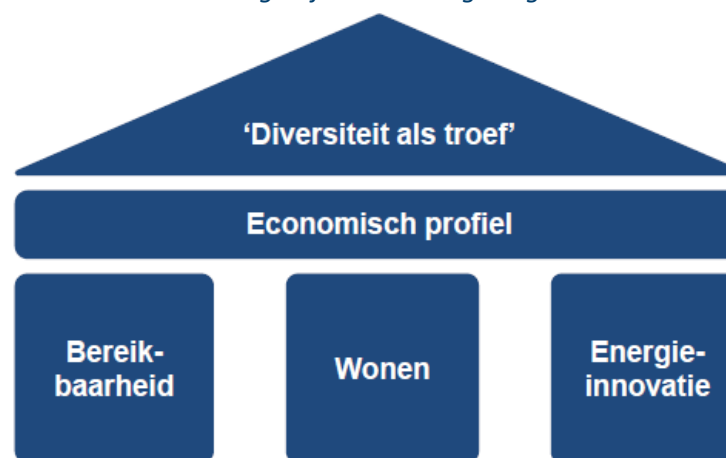 ‘Diversiteit als troef’
Economisch profiel
Bereik-
baarheid
Wonen
Energie-
innovatie